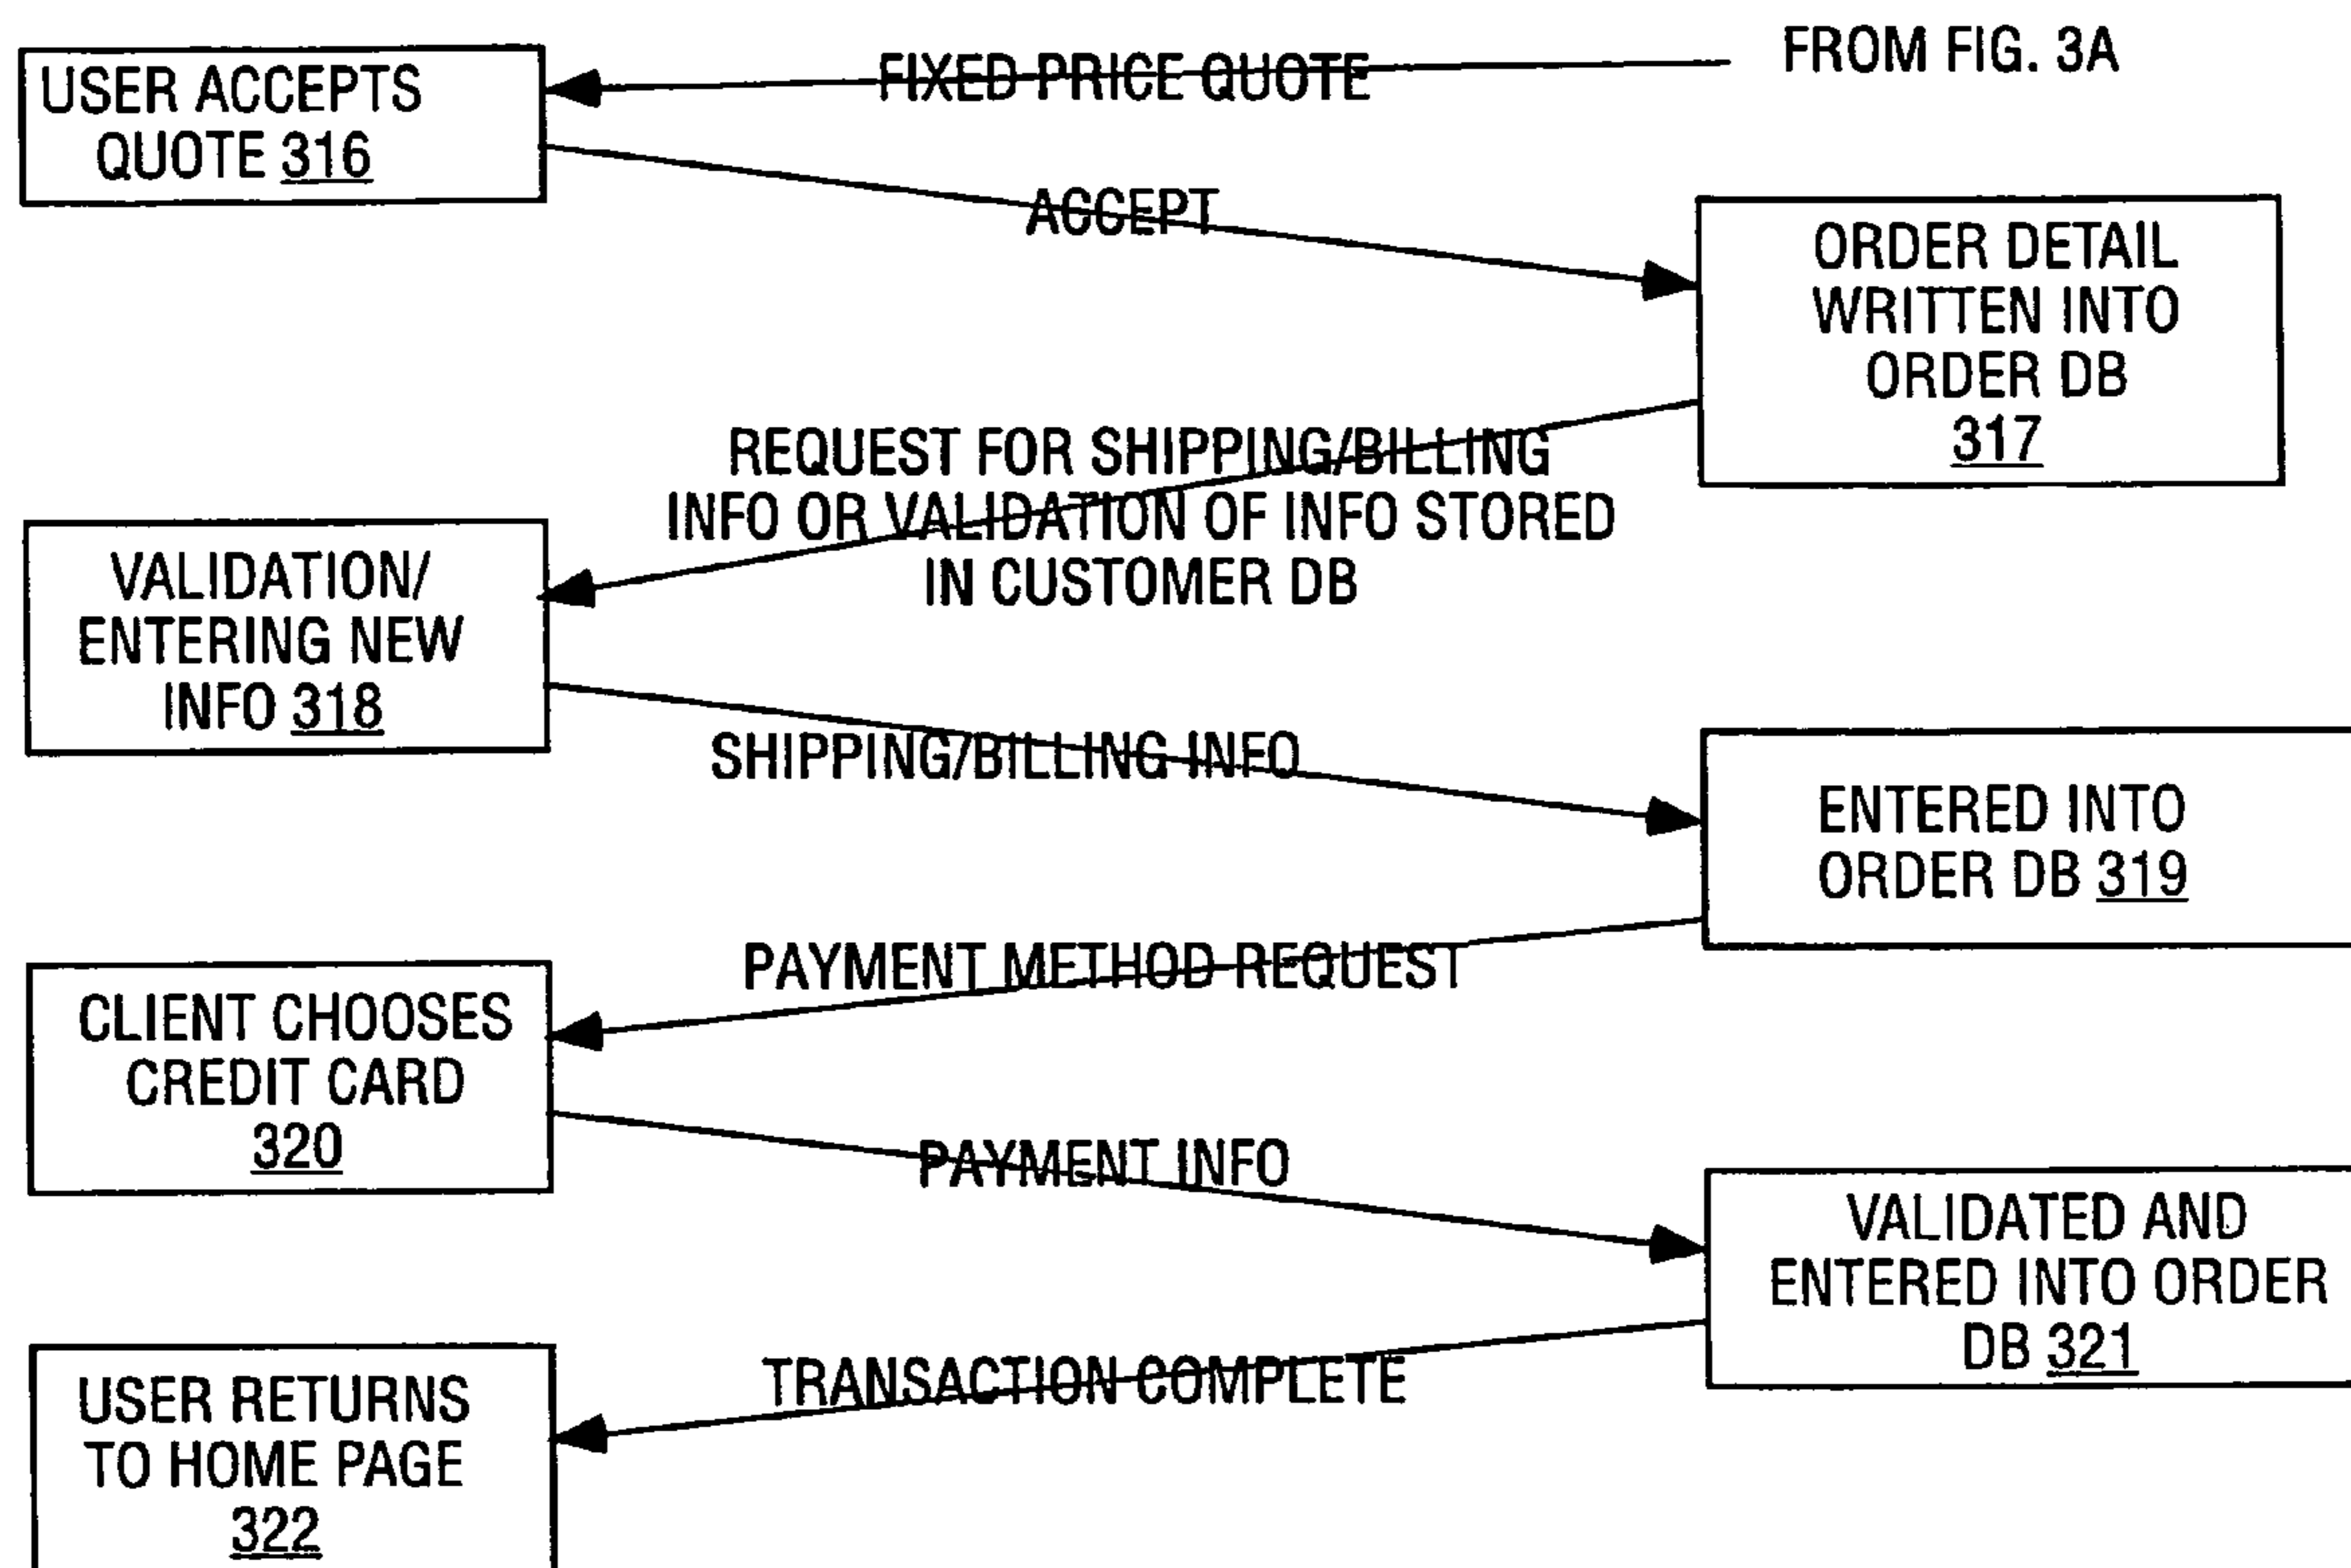 FROM FIG. 3A
FIXED PRICE QUOTE
USER ACCEPTS
QUOTE 316
ACCEPT
ORDER DETAIL
WRITTEN INTO
ORDER DB
317
REQUEST FOR SHIPPING/BILLING
INFO OR VALIDATION OF INFO STORED
IN CUSTOMER DB
VALIDATION/
ENTERING NEW
INFO 318
SHIPPING/BILLING INFO
ENTERED INTO
ORDER DB 319
PAYMENT METHOD REQUEST
CLIENT CHOOSES
CREDIT CARD
320
PAYMENT INFO
VALIDATED AND
ENTERED INTO ORDER
DB 321
TRANSACTION COMPLETE
USER RETURNS
TO HOME PAGE
322